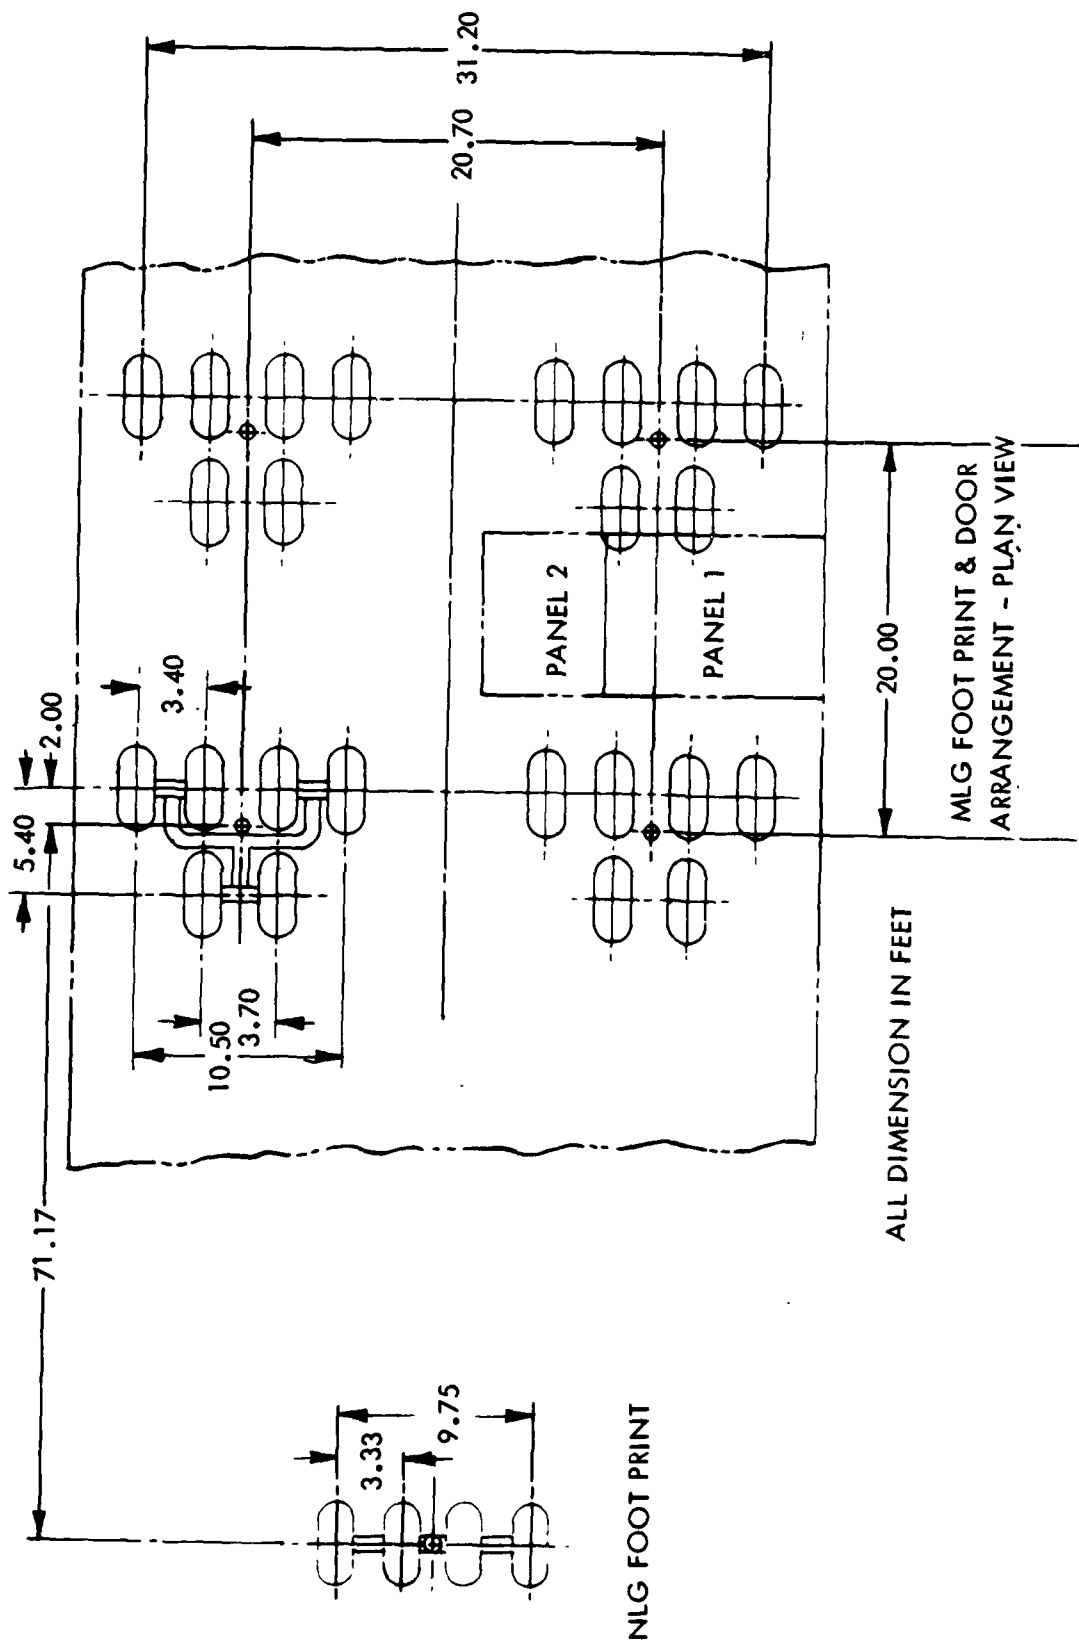 71.17
5.40
2.00
3.40
10.50
3.70
20.70
31.20
3.33
9.75
PANEL 2
PANEL 1
20.00
NLG FOOT PRINT
ALL DIMENSION IN FEET
MLG FOOT PRINT & DOOR
ARRANGEMENT - PLAN VIEW